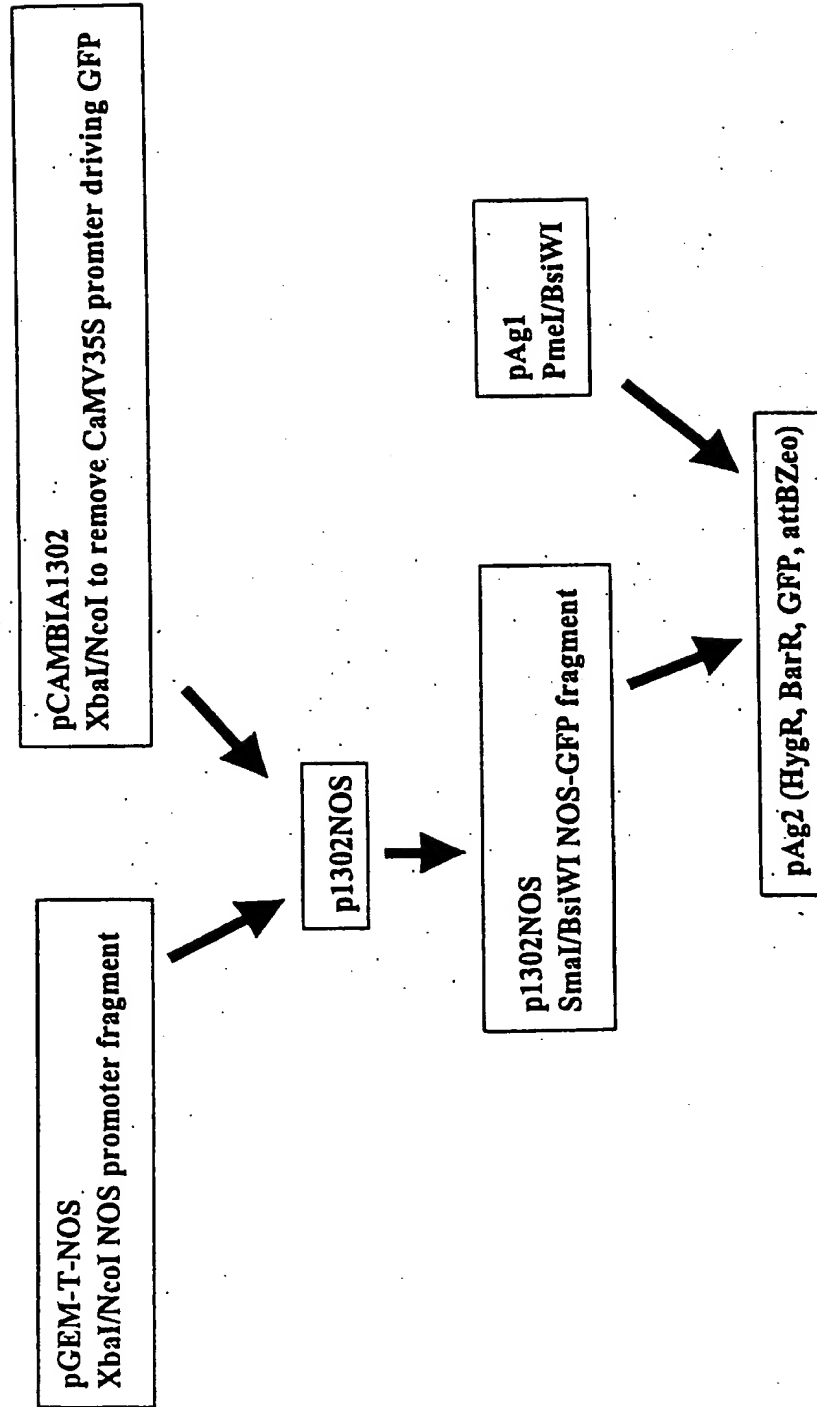 pGEM-T-NOS
XbaI/NcoI NOS promoter fragment
pCAMBIA1302
XbaI/NcoI to remove CaMV35S promter driving GFP
p1302NOS
p1302NOS
SmaI/BsiWI NOS-GFP fragment
pAg1
PmeI/BsiWI
pAg2 (HygR, BarR, GFP, attBZeo)